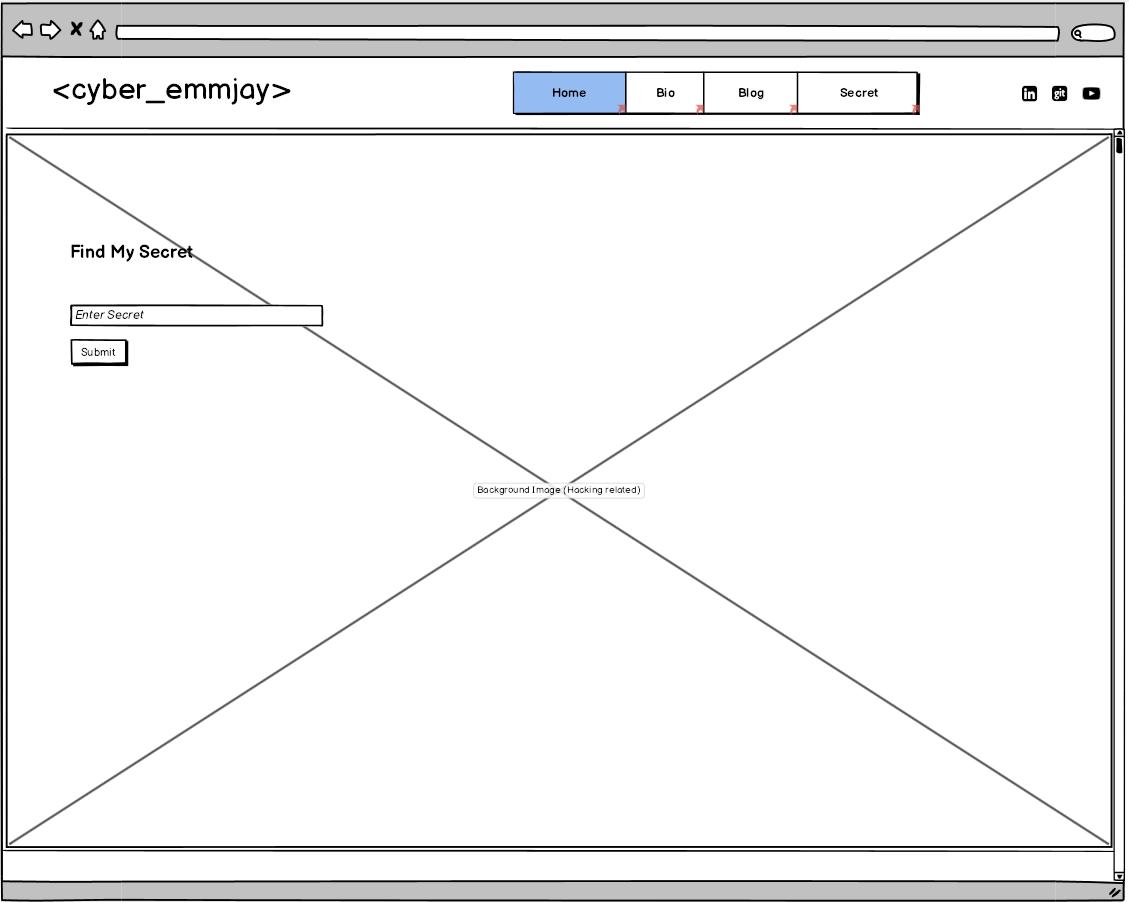 <cyber_emmjay>
Home Bio Blog Secret
in git
Find My Secret
Enter Secret
Submit
Background Image (Hacking related)